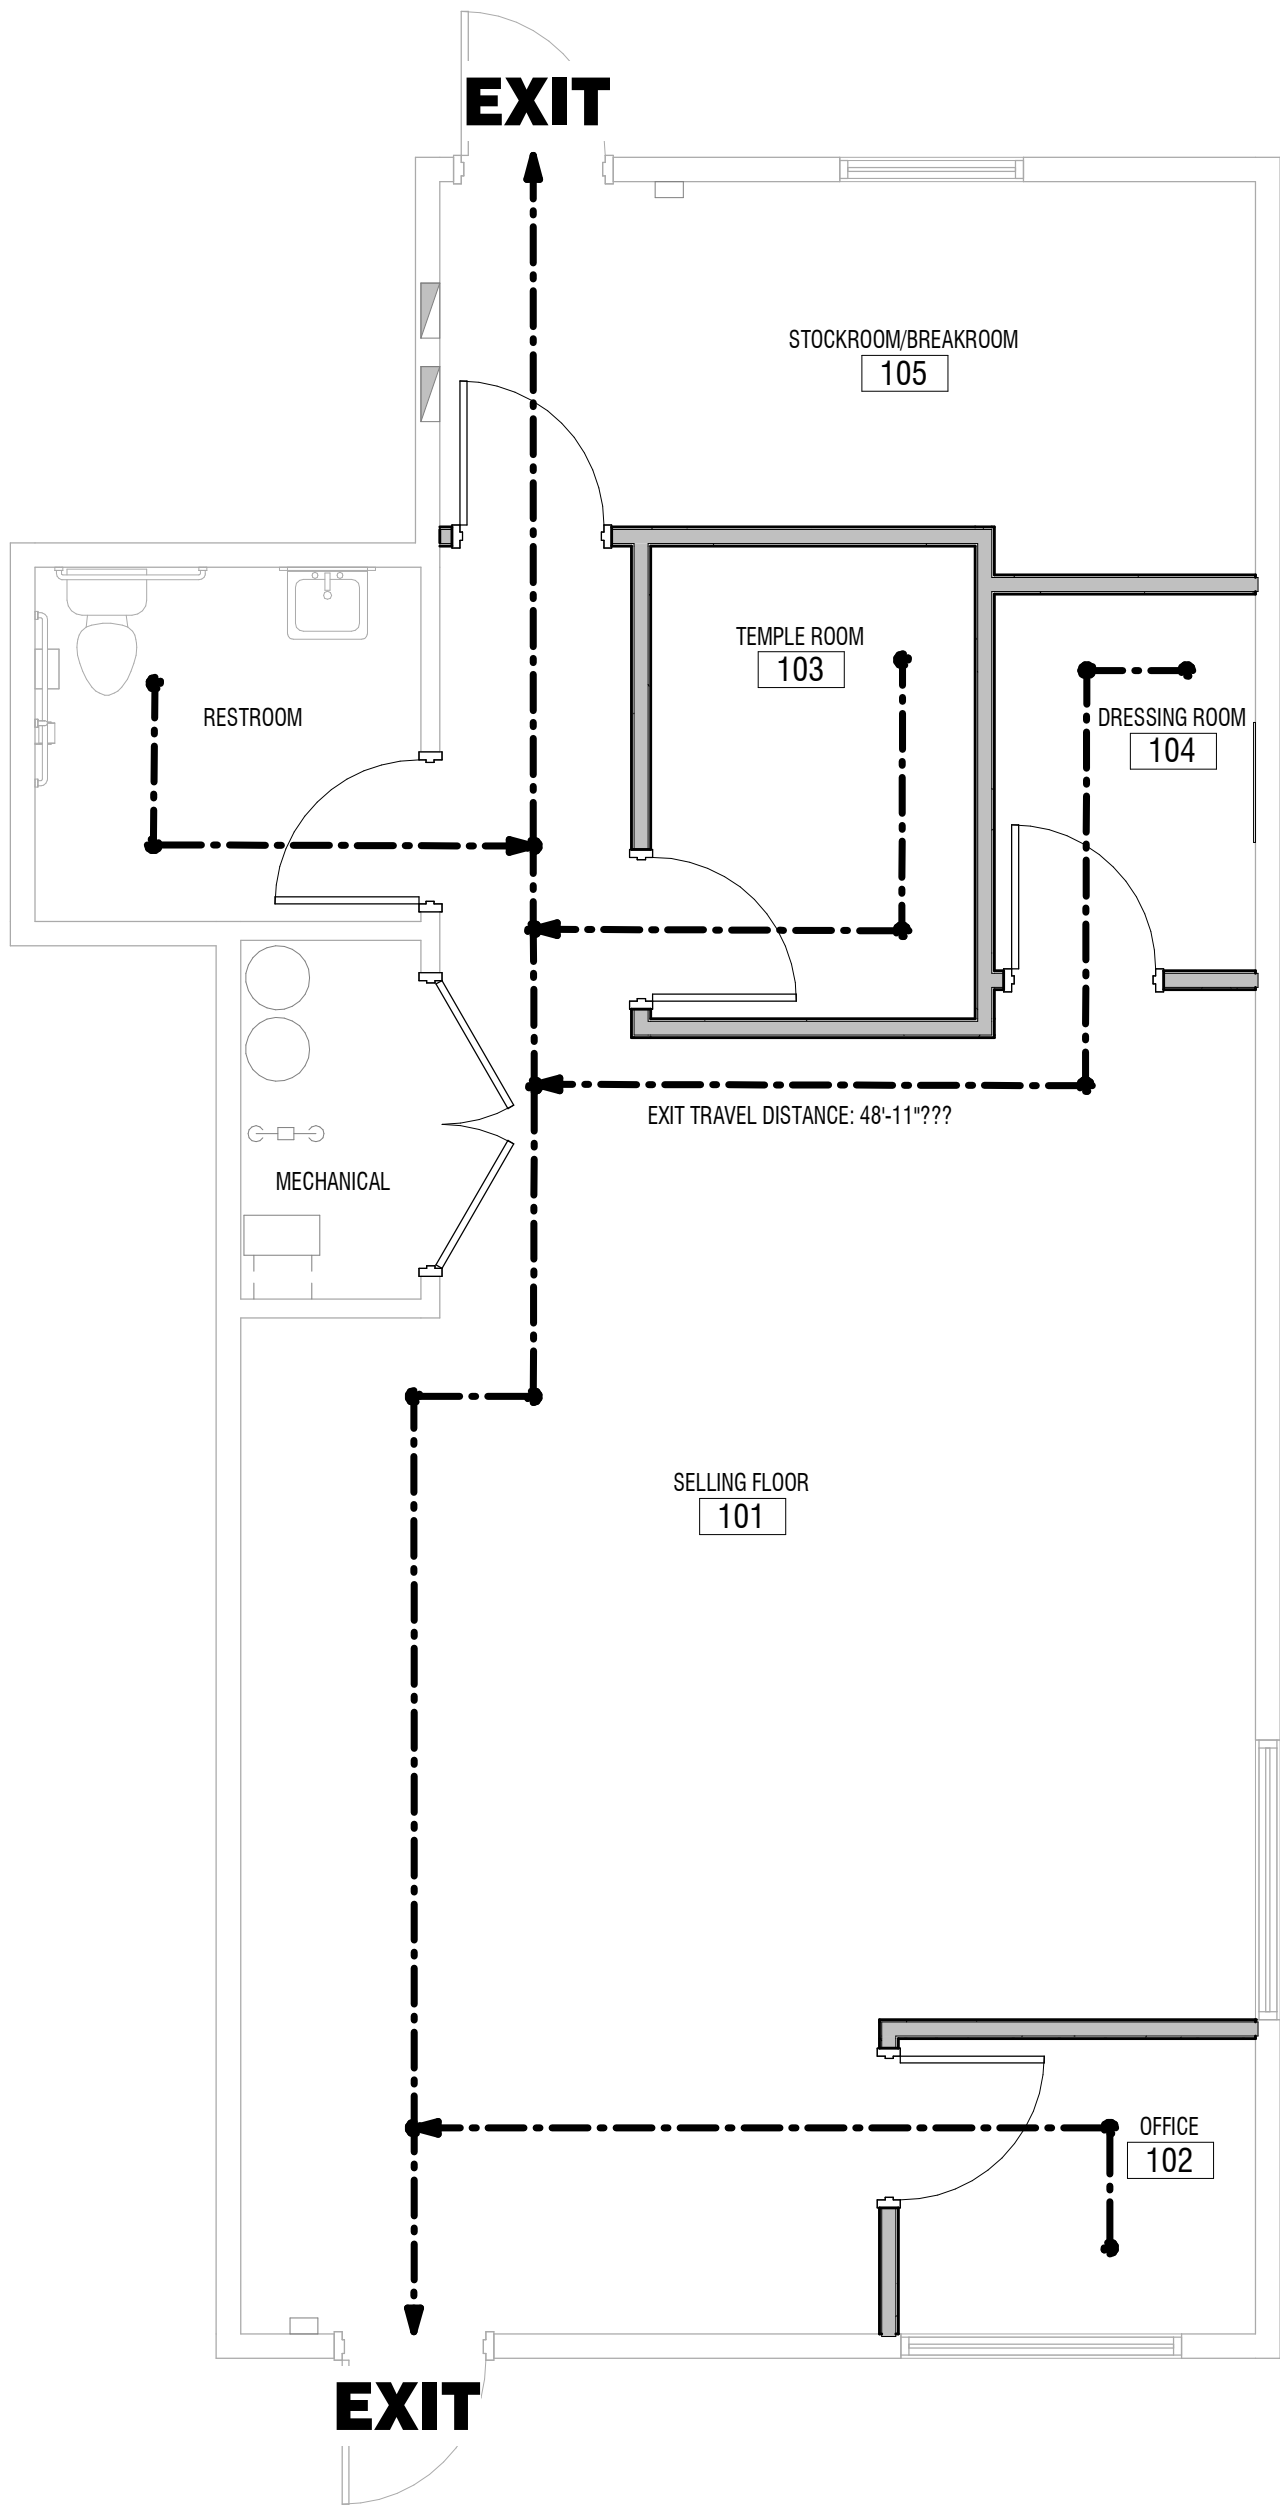 EXIT
STOCKROOM/BREAKROOM
105
TEMPLE ROOM
103
RESTROOM
DRESSING ROOM
104
EXIT TRAVEL DISTANCE: 48'-11"???
MECHANICAL
SELLING FLOOR
101
OFFICE
102
EXIT